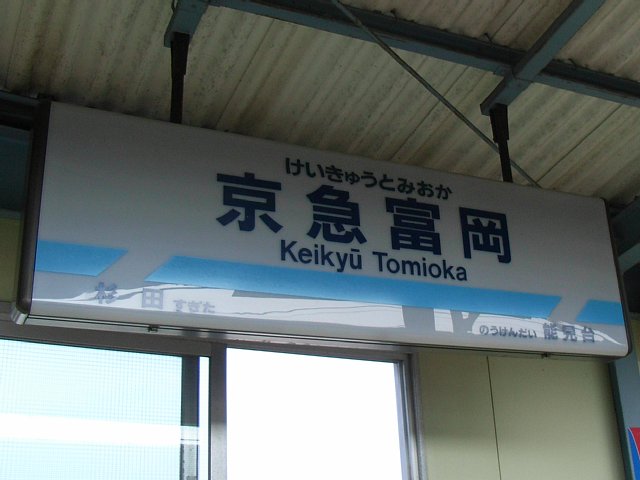 けいきゅうとみおか
京急富岡
Keikyū Tomioka
杉田 すぎた
のうけんだい 能見台